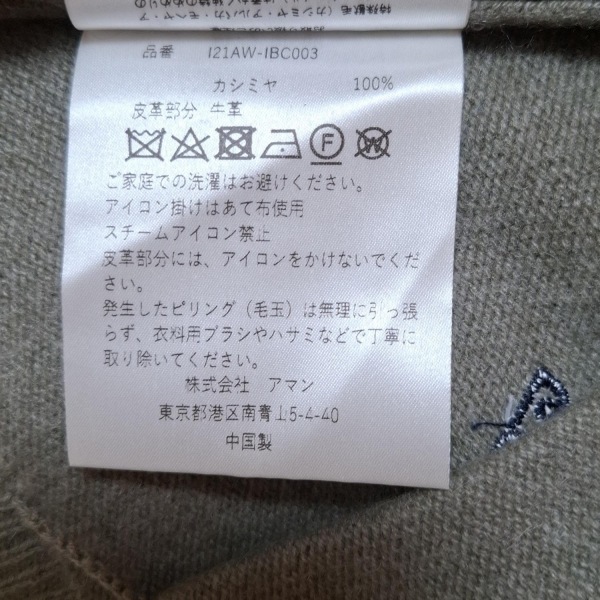 品番 I21AW-IBC003
カシミヤ 100%
皮革部分 牛革
F W
ご家庭での洗濯はお避けください。
アイロン掛けはあて布使用
スチームアイロン禁止
皮革部分には、アイロンをかけないでくだ
さい。
発生したピリング（毛玉）は無理に引っ張
らず、衣料用ブラシやハサミなどで丁寧に
取り除いてください。
株式会社 アマン
東京都港区南青山5-4-40
中国製